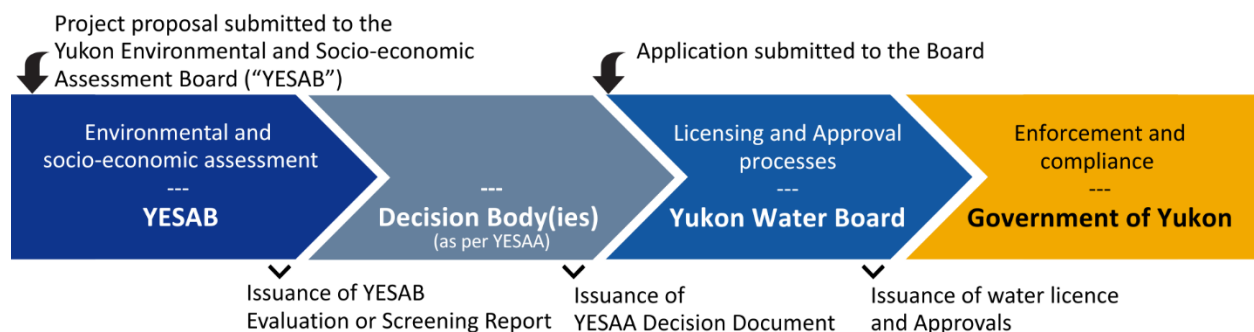 Project proposal submitted to the
Yukon Environmental and Socio-economic
Assessment Board (“YESAB”)
Application submitted to the Board
Environmental and
socio-economic assessment
---
YESAB
---
Decision Body(ies)
(as per YESAA)
Licensing and Approval
processes
---
Yukon Water Board
Enforcement and
compliance
---
Government of Yukon
Issuance of YESAB
Evaluation or Screening Report
Issuance of
YESAA Decision Document
Issuance of water licence
and Approvals